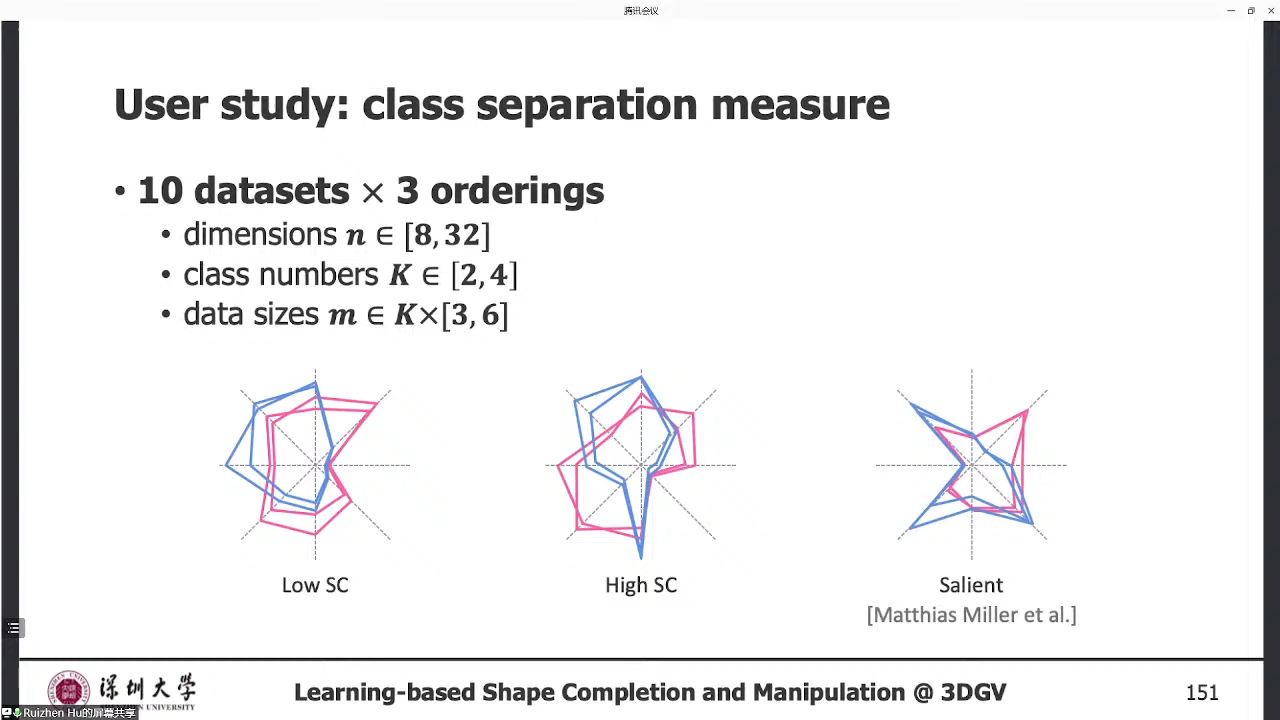 腾讯会议
User study: class separation measure
• 10 datasets × 3 orderings
• dimensions n ∈ [8, 32]
• class numbers K ∈ [2, 4]
• data sizes m ∈ K×[3, 6]
Low SC
High SC
Salient
[Matthias Miller et al.]
深圳大学
Learning-based Shape Completion and Manipulation @ 3DGV
151
Ruizhen Hu的屏幕共享